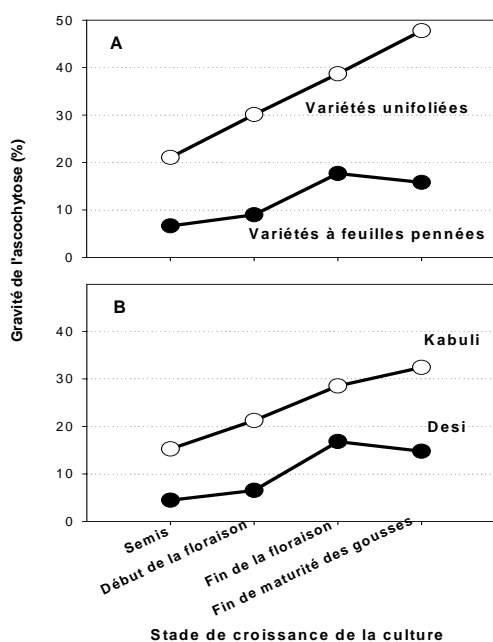 Gravité de l'ascochytose (%)
50
A
40
Variétés unifoliées
30
20
10
Variétés à feuilles pennées
0
B
40
Kabuli
30
Desi
20
10
0
Semis
Début de la floraison
Fin de la floraison
Fin de maturité des gousses
Stade de croissance de la culture